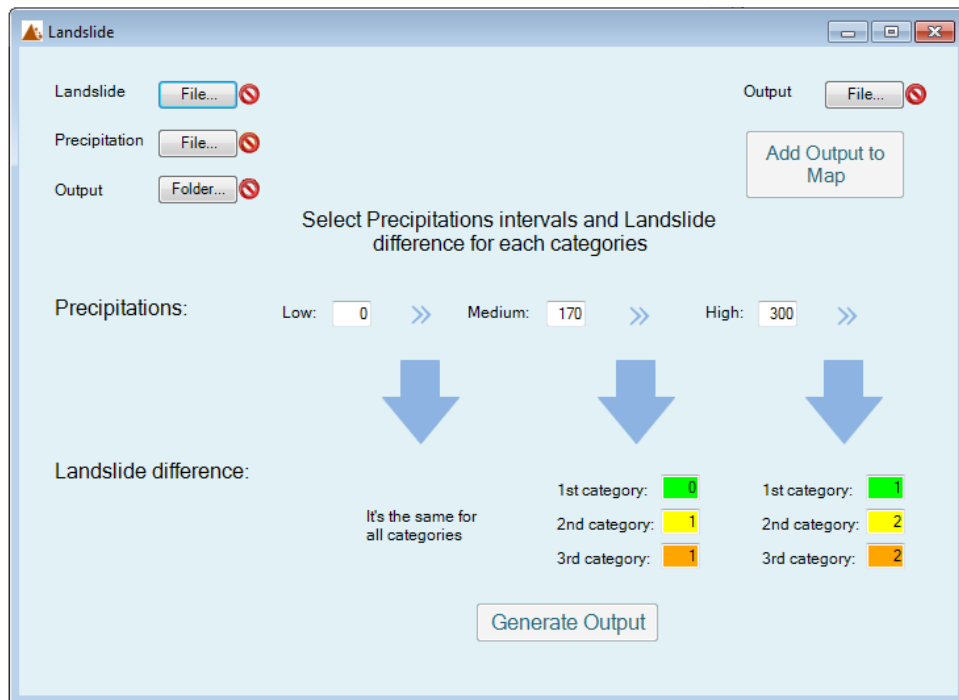 Landslide
Landslide File... Output File...
Precipitation File...
Add Output to
Map
Output Folder...
Select Precipitations intervals and Landslide
difference for each categories
Precipitations: Low: 0 Medium: 170 High: 300
Landslide difference:
It's the same for
all categories
1st category: 0 1st category: 1
2nd category: 1 2nd category: 2
3rd category: 1 3rd category: 2
Generate Output